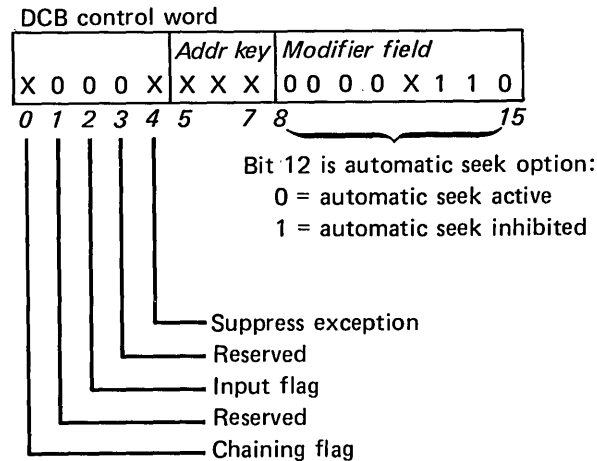 DCB control word
Addr key Modifier field
X 0 0 0 X X X X 0 0 0 0 X 1 1 0
0 1 2 3 4 5 7 8 15
Bit 12 is automatic seek option:
0 = automatic seek active
1 = automatic seek inhibited
Suppress exception
Reserved
Input flag
Reserved
Chaining flag